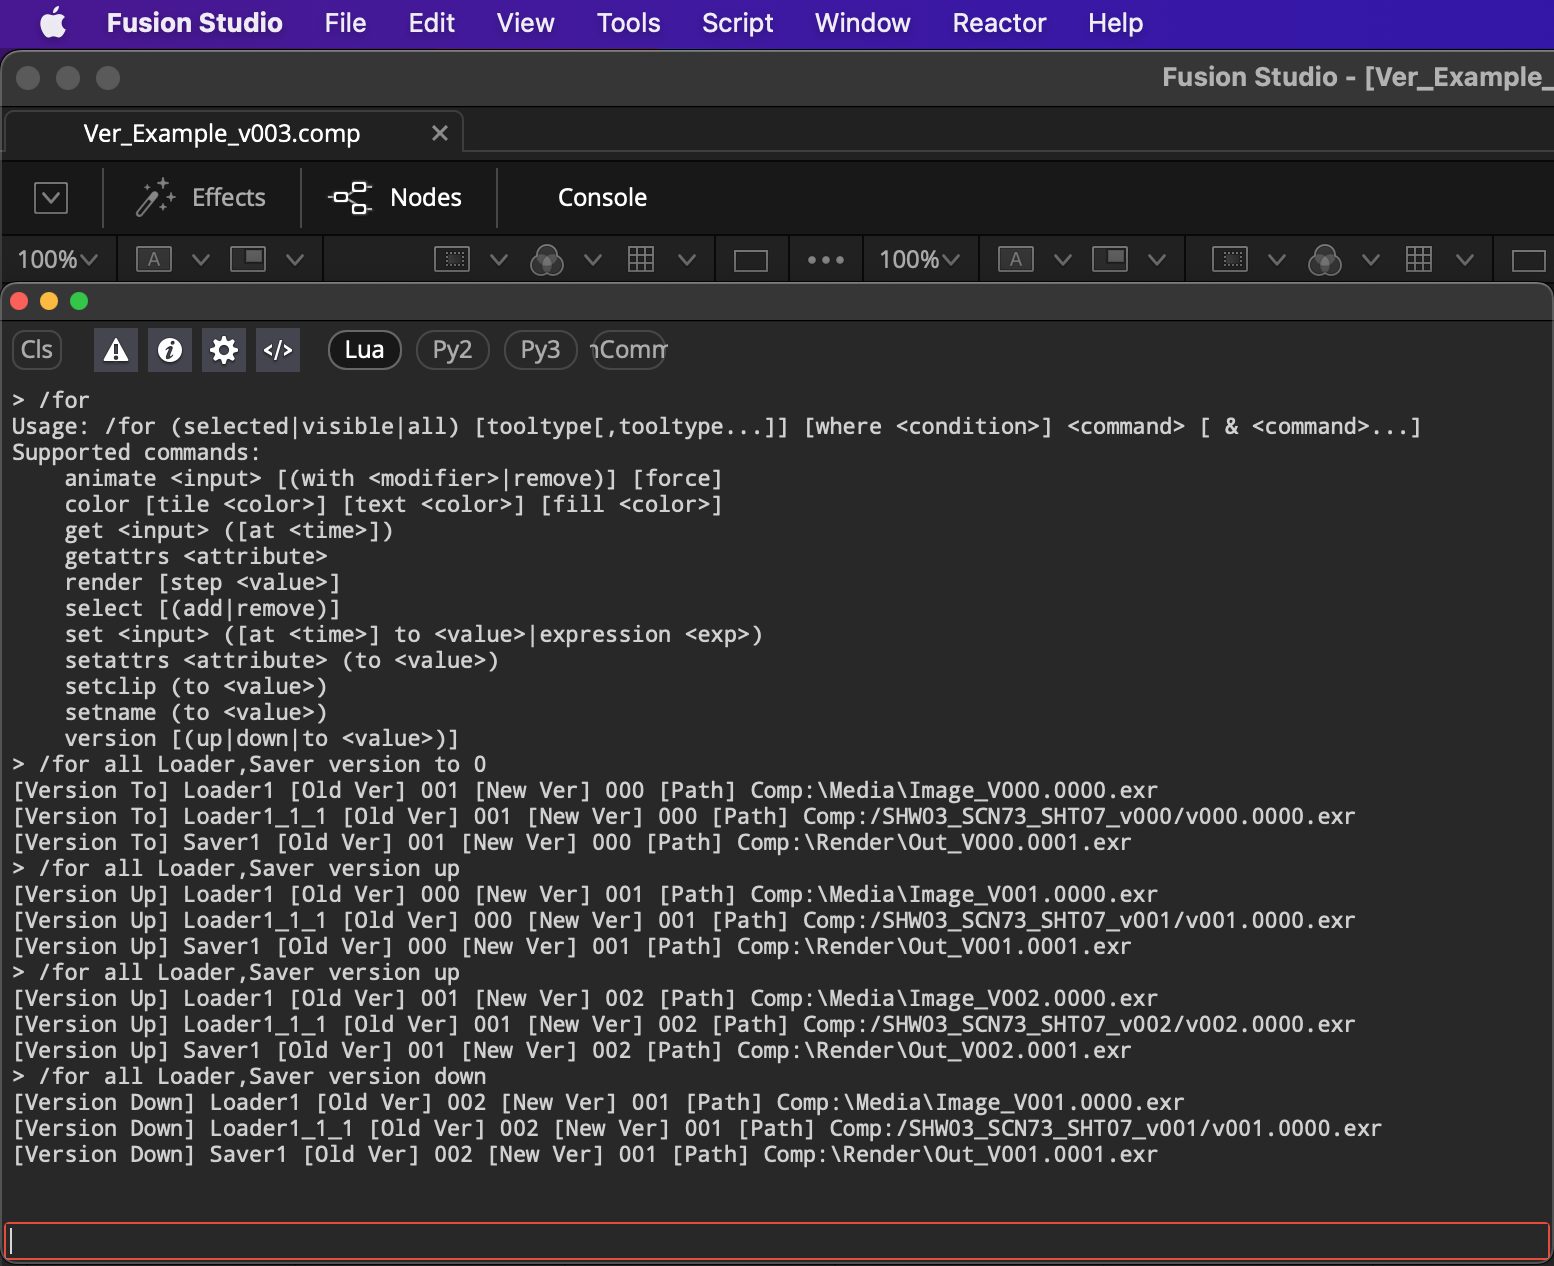 Fusion Studio File Edit View Tools Script Window Reactor Help
Fusion Studio - [Ver_Example_
Ver_Example_v003.comp
Effects Nodes Console
100% A 100% A
Cls Lua Py2 Py3 nComm
> /for
Usage: /for (selected|visible|all) [tooltype[,tooltype...]] [where <condition>] <command> [ & <command>...]
Supported commands:
    animate <input> [(with <modifier>|remove)] [force]
    color [tile <color>] [text <color>] [fill <color>]
    get <input> ([at <time>])
    getattrs <attribute>
    render [step <value>]
    select [(add|remove)]
    set <input> ([at <time>] to <value>|expression <exp>)
    setattrs <attribute> (to <value>)
    setclip (to <value>)
    setname (to <value>)
    version [(up|down|to <value>)]
> /for all Loader,Saver version to 0
[Version To] Loader1 [Old Ver] 001 [New Ver] 000 [Path] Comp:\Media\Image_V000.0000.exr
[Version To] Loader1_1_1 [Old Ver] 001 [New Ver] 000 [Path] Comp:/SHW03_SCN73_SHT07_v000/v000.0000.exr
[Version To] Saver1 [Old Ver] 001 [New Ver] 000 [Path] Comp:\Render\Out_V000.0001.exr
> /for all Loader,Saver version up
[Version Up] Loader1 [Old Ver] 000 [New Ver] 001 [Path] Comp:\Media\Image_V001.0000.exr
[Version Up] Loader1_1_1 [Old Ver] 000 [New Ver] 001 [Path] Comp:/SHW03_SCN73_SHT07_v001/v001.0000.exr
[Version Up] Saver1 [Old Ver] 000 [New Ver] 001 [Path] Comp:\Render\Out_V001.0001.exr
> /for all Loader,Saver version up
[Version Up] Loader1 [Old Ver] 001 [New Ver] 002 [Path] Comp:\Media\Image_V002.0000.exr
[Version Up] Loader1_1_1 [Old Ver] 001 [New Ver] 002 [Path] Comp:/SHW03_SCN73_SHT07_v002/v002.0000.exr
[Version Up] Saver1 [Old Ver] 001 [New Ver] 002 [Path] Comp:\Render\Out_V002.0001.exr
> /for all Loader,Saver version down
[Version Down] Loader1 [Old Ver] 002 [New Ver] 001 [Path] Comp:\Media\Image_V001.0000.exr
[Version Down] Loader1_1_1 [Old Ver] 002 [New Ver] 001 [Path] Comp:/SHW03_SCN73_SHT07_v001/v001.0000.exr
[Version Down] Saver1 [Old Ver] 002 [New Ver] 001 [Path] Comp:\Render\Out_V001.0001.exr